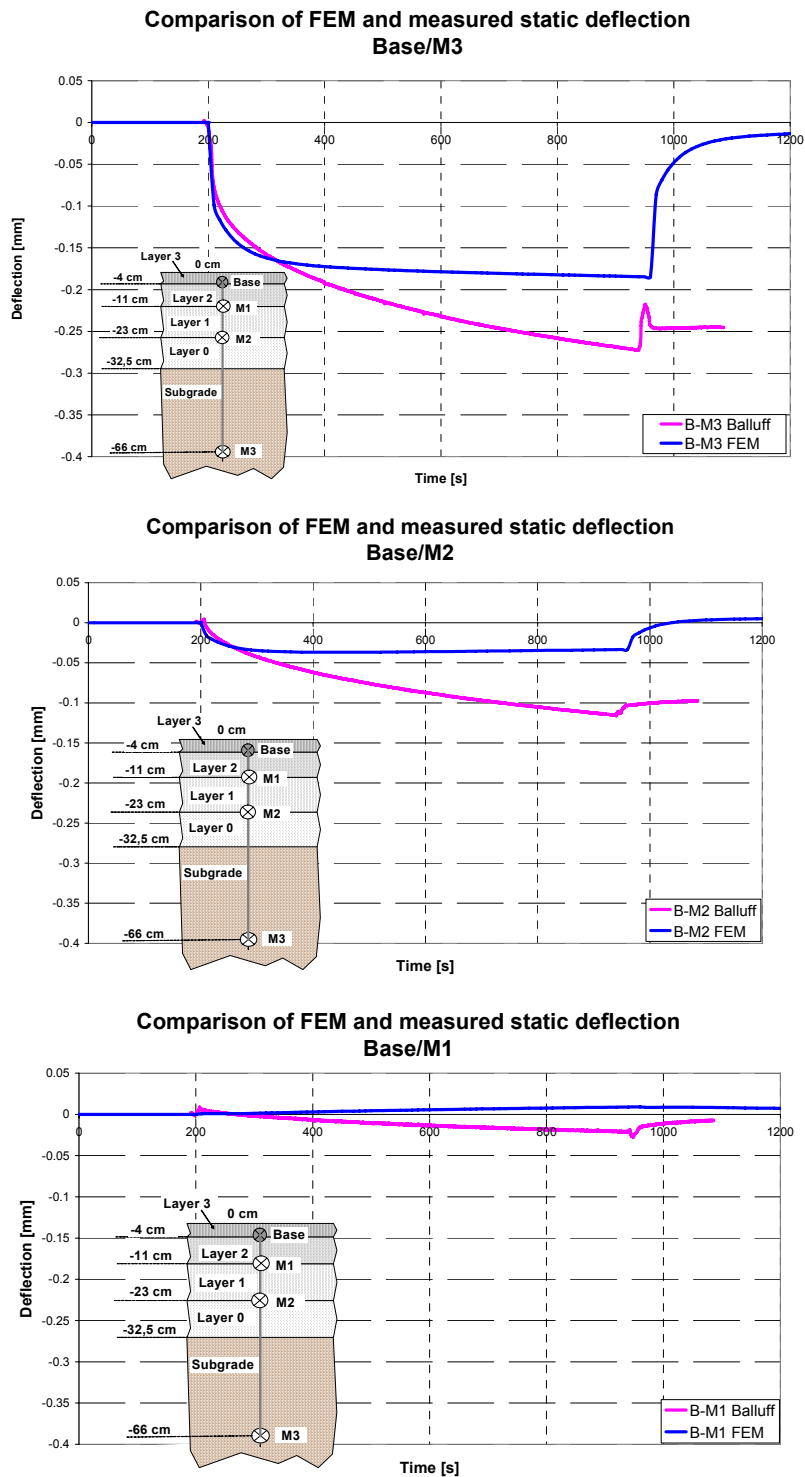 Comparison of FEM and measured static deflection
Base/M3
0.05
0
-0.05
-0.1
-0.15
-0.2
-0.25
-0.3
-0.35
-0.4
0 200 400 600 800 1000 1200
Deflection [mm]
Time [s]
Layer 3
0 cm
-4 cm
Base
-11 cm
Layer 2
M1
Layer 1
-23 cm
M2
Layer 0
-32,5 cm
Subgrade
-66 cm
M3
B-M3 Balluff
B-M3 FEM
Comparison of FEM and measured static deflection
Base/M2
0.05
0
-0.05
-0.1
-0.15
-0.2
-0.25
-0.3
-0.35
-0.4
0 200 400 600 800 1000 1200
Deflection [mm]
Time [s]
Layer 3
0 cm
-4 cm
Base
Layer 2
-11 cm
M1
Layer 1
-23 cm
M2
Layer 0
-32,5 cm
Subgrade
-66 cm
M3
B-M2 Balluff
B-M2 FEM
Comparison of FEM and measured static deflection
Base/M1
0.05
0
-0.05
-0.1
-0.15
-0.2
-0.25
-0.3
-0.35
-0.4
0 200 400 600 800 1000 1200
Deflection [mm]
Time [s]
Layer 3
0 cm
-4 cm
Base
Layer 2
-11 cm
M1
Layer 1
-23 cm
M2
Layer 0
-32,5 cm
Subgrade
-66 cm
M3
B-M1 Balluff
B-M1 FEM